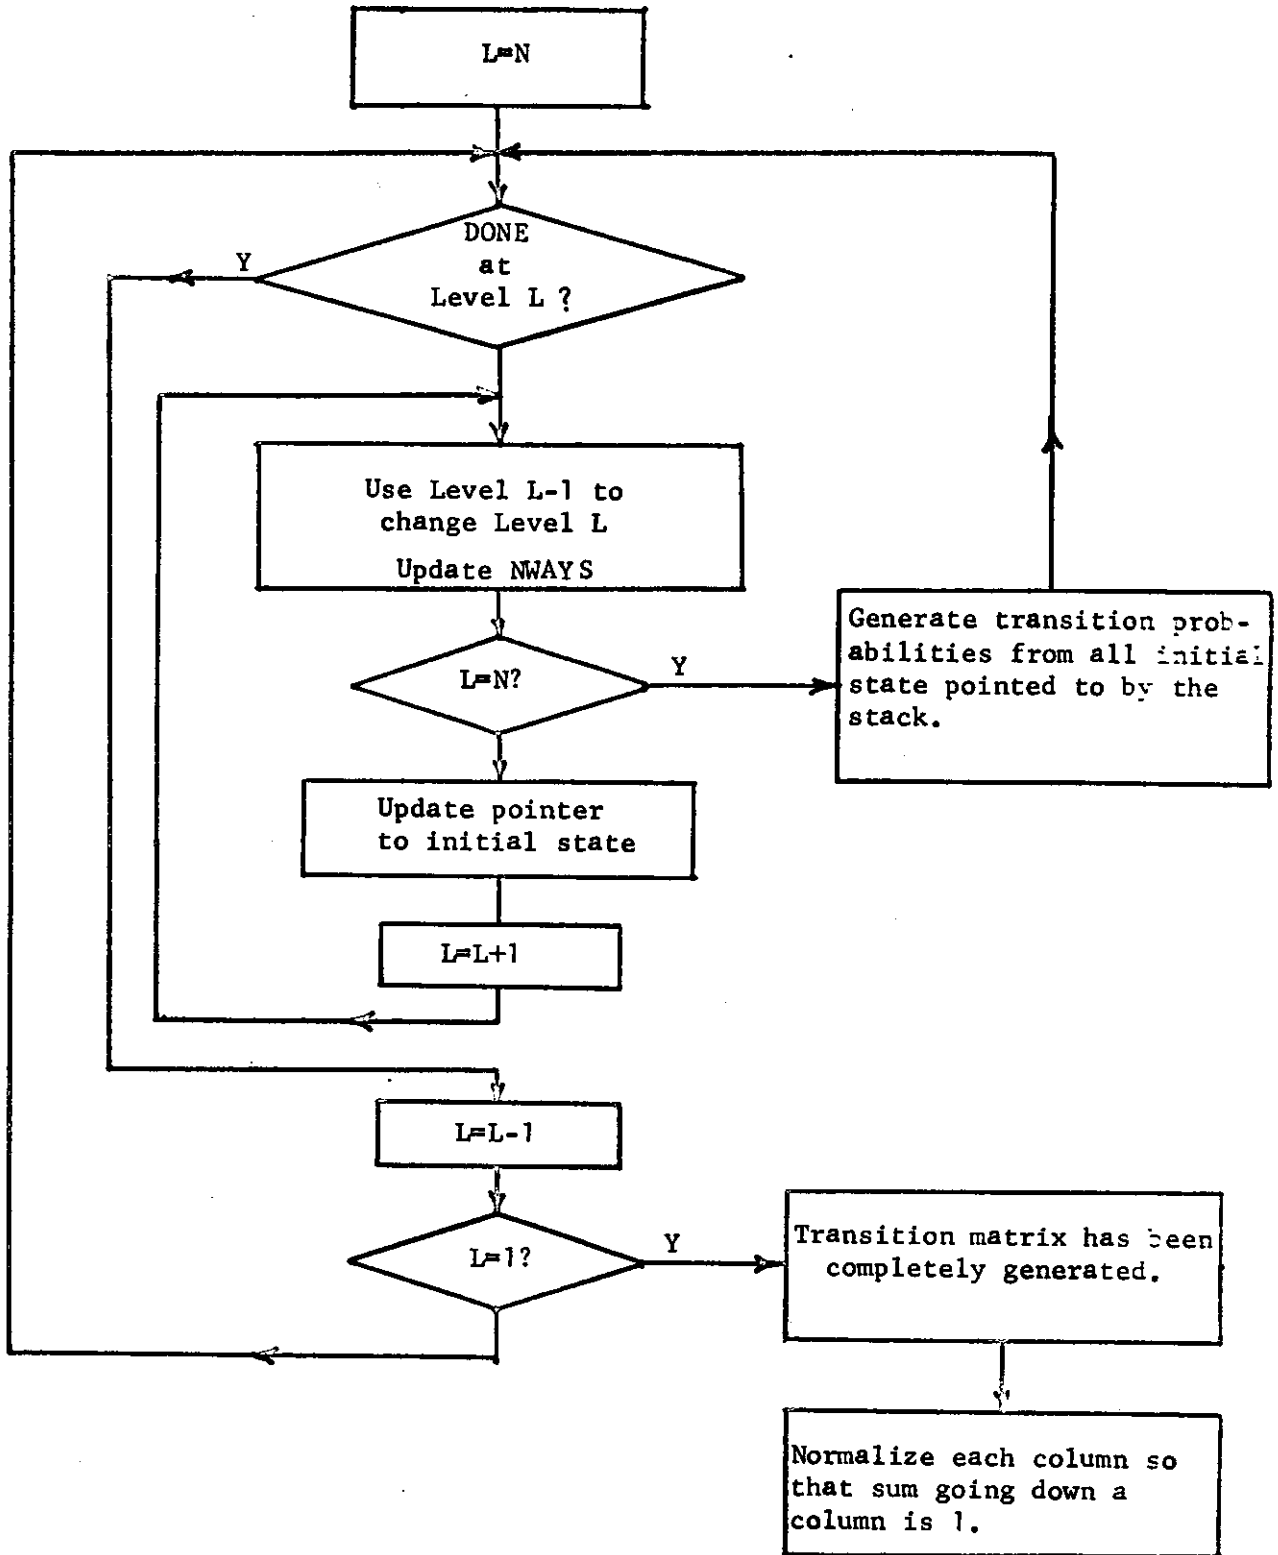 L=N
DONE
at
Level L ?
Y
Use Level L-1 to
change Level L
Update NWAYS
L=N?
Y
Generate transition prob-
abilities from all initial
state pointed to by the
stack.
Update pointer
to initial state
L=L+1
L=L-1
L=1?
Y
Transition matrix has been
completely generated.
Normalize each column so
that sum going down a
column is 1.